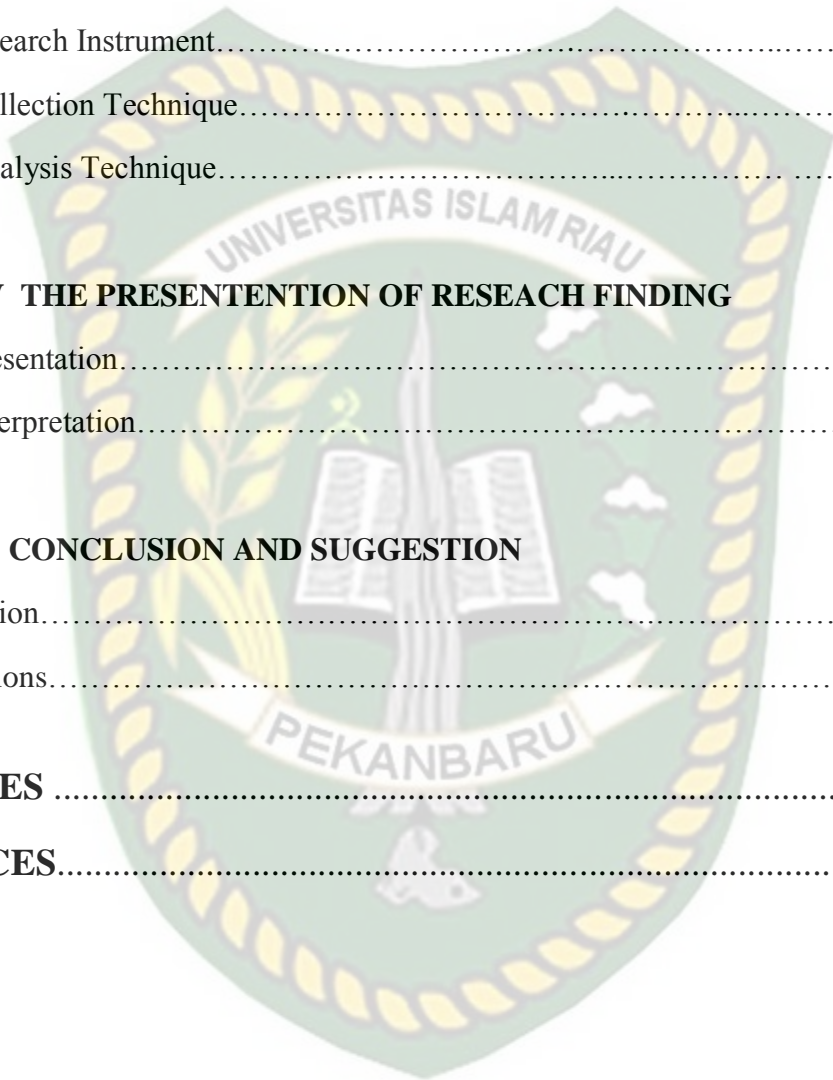 earch Instrument……………………………….………………..……
llection Technique……………………………….………...………
alysis Technique…………………………………...…………… ….
UNIVERSITAS ISLAM RIAU
V THE PRESENTENTION OF RESEACH FINDING
esentation……………………………………………………………
erpretation……………………………………………………………
CONCLUSION AND SUGGESTION
ion……………………………………………………………………
ions…………………………………………………………..………
PEKANBARU
ES ....................................................................................
CES....................................................................................